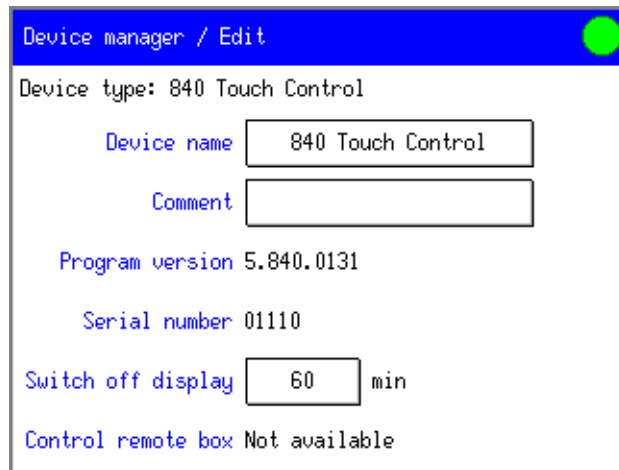 Device manager / Edit
Device type: 840 Touch Control
Device name 840 Touch Control
Comment
Program version 5.840.0131
Serial number 01110
Switch off display 60 min
Control remote box Not available